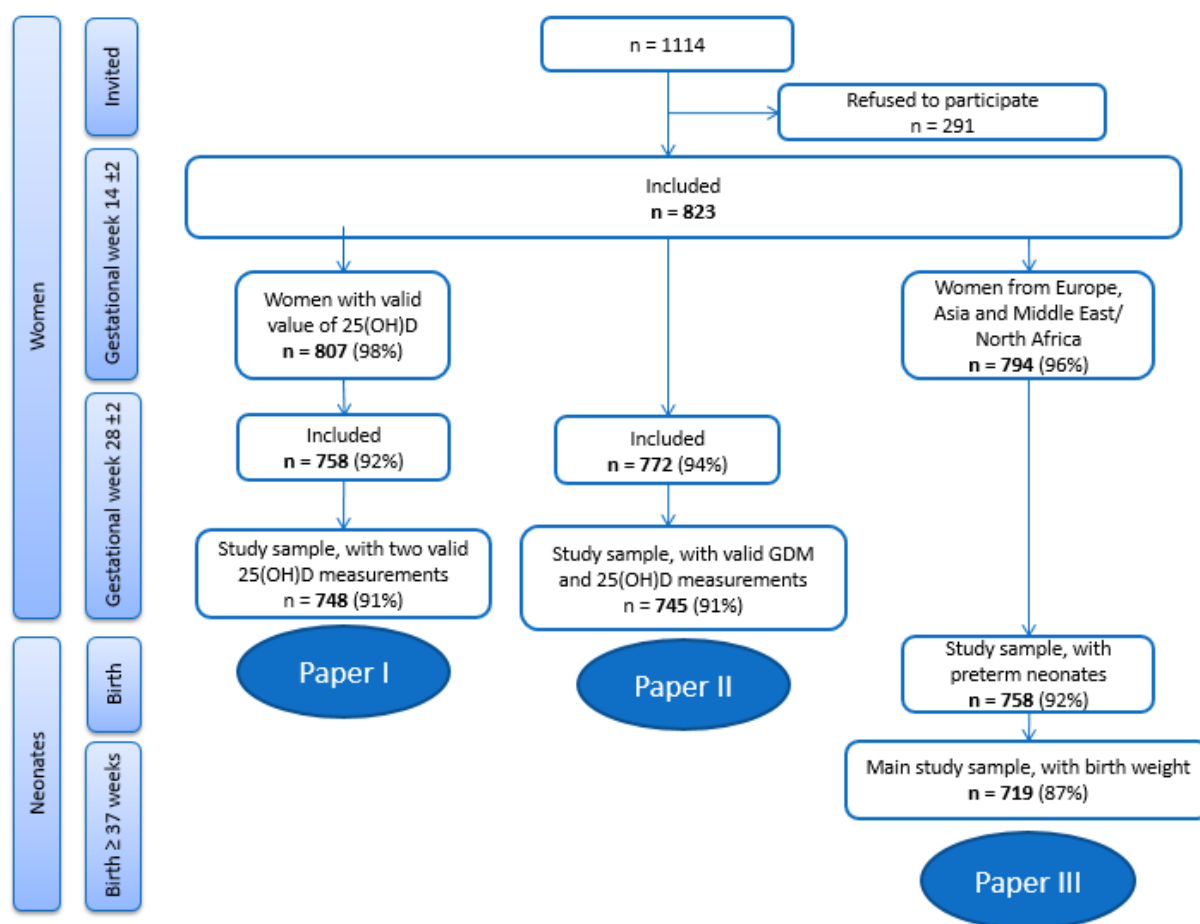 Women
Neonates
Invited
Gestational week 14 ±2
Gestational week 28 ±2
Birth
Birth ≥ 37 weeks
n = 1114
Refused to participate
n = 291
Included
n = 823
Women with valid
value of 25(OH)D
n = 807 (98%)
Women from Europe,
Asia and Middle East/
North Africa
n = 794 (96%)
Included
n = 758 (92%)
Included
n = 772 (94%)
Study sample, with two valid
25(OH)D measurements
n = 748 (91%)
Study sample, with valid GDM
and 25(OH)D measurements
n = 745 (91%)
Paper I
Paper II
Study sample, with
preterm neonates
n = 758 (92%)
Main study sample, with birth weight
n = 719 (87%)
Paper III